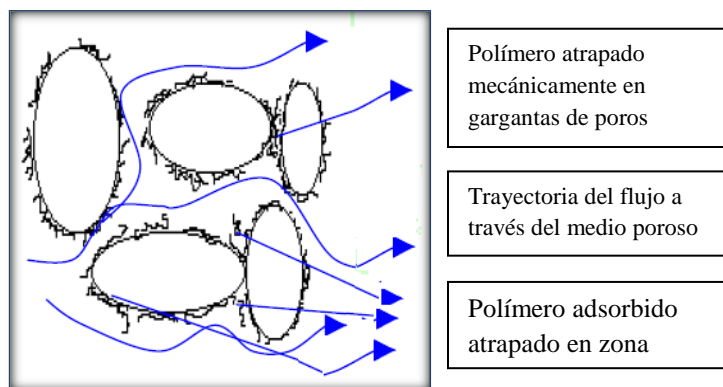 Polímero atrapado
mecánicamente en
gargantas de poros
Trayectoria del flujo a
través del medio poroso
Polímero adsorbido
atrapado en zona